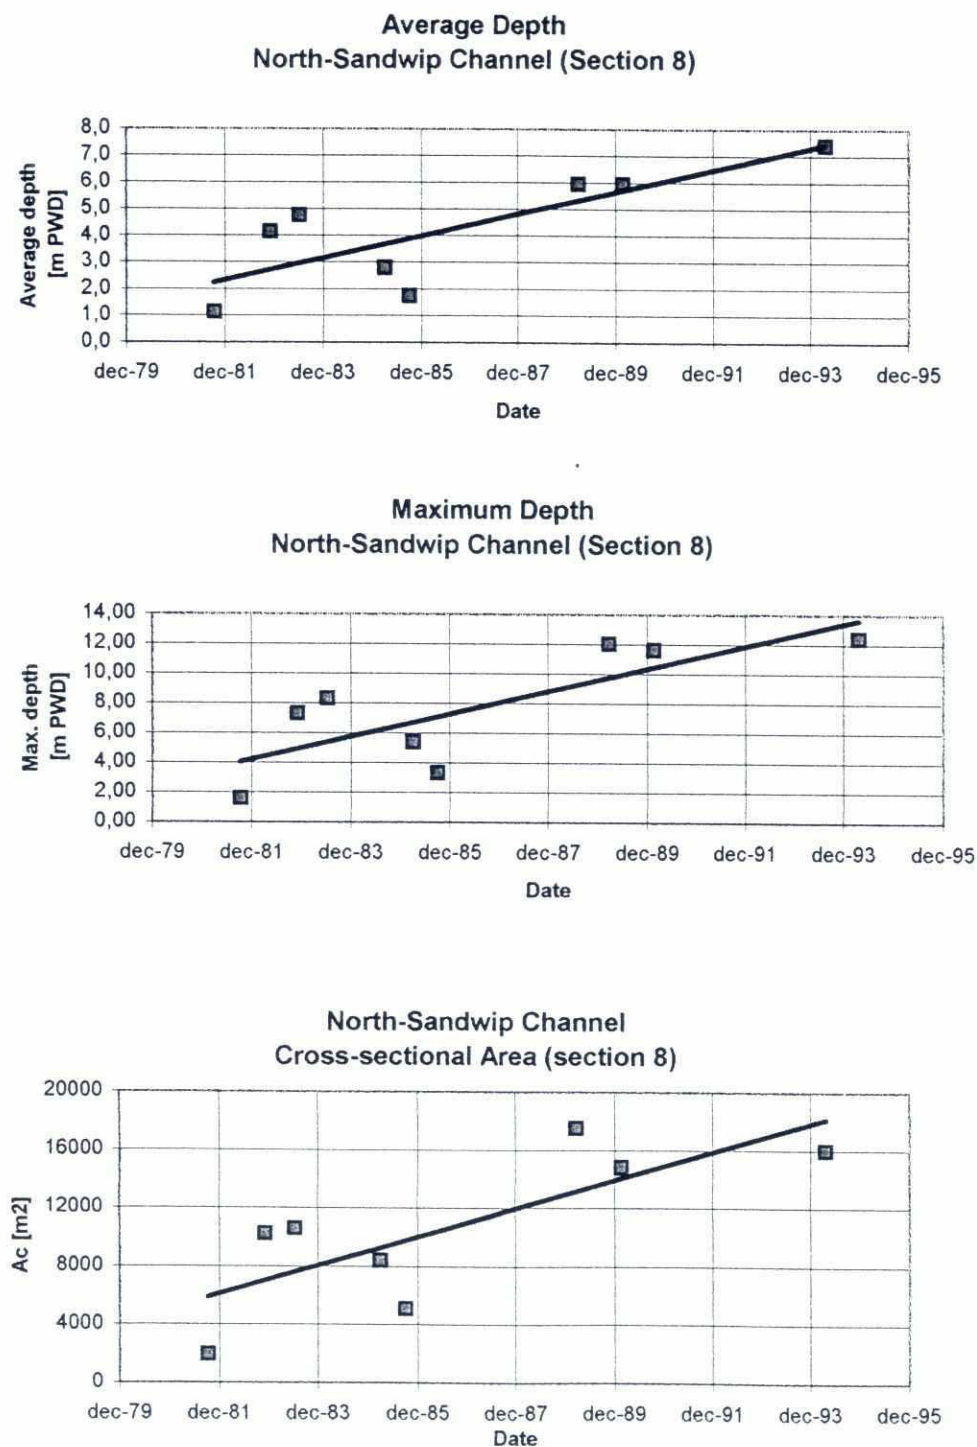 Average Depth
North-Sandwip Channel (Section 8)
8,0
7,0
6,0
5,0
4,0
3,0
2,0
1,0
0,0
Average depth
[m PWD]
dec-79 dec-81 dec-83 dec-85 dec-87 dec-89 dec-91 dec-93 dec-95
Date
Maximum Depth
North-Sandwip Channel (Section 8)
14,00
12,00
10,00
8,00
6,00
4,00
2,00
0,00
Max. depth
[m PWD]
dec-79 dec-81 dec-83 dec-85 dec-87 dec-89 dec-91 dec-93 dec-95
Date
North-Sandwip Channel
Cross-sectional Area (section 8)
20000
16000
12000
8000
4000
0
Ac [m2]
dec-79 dec-81 dec-83 dec-85 dec-87 dec-89 dec-91 dec-93 dec-95
Date